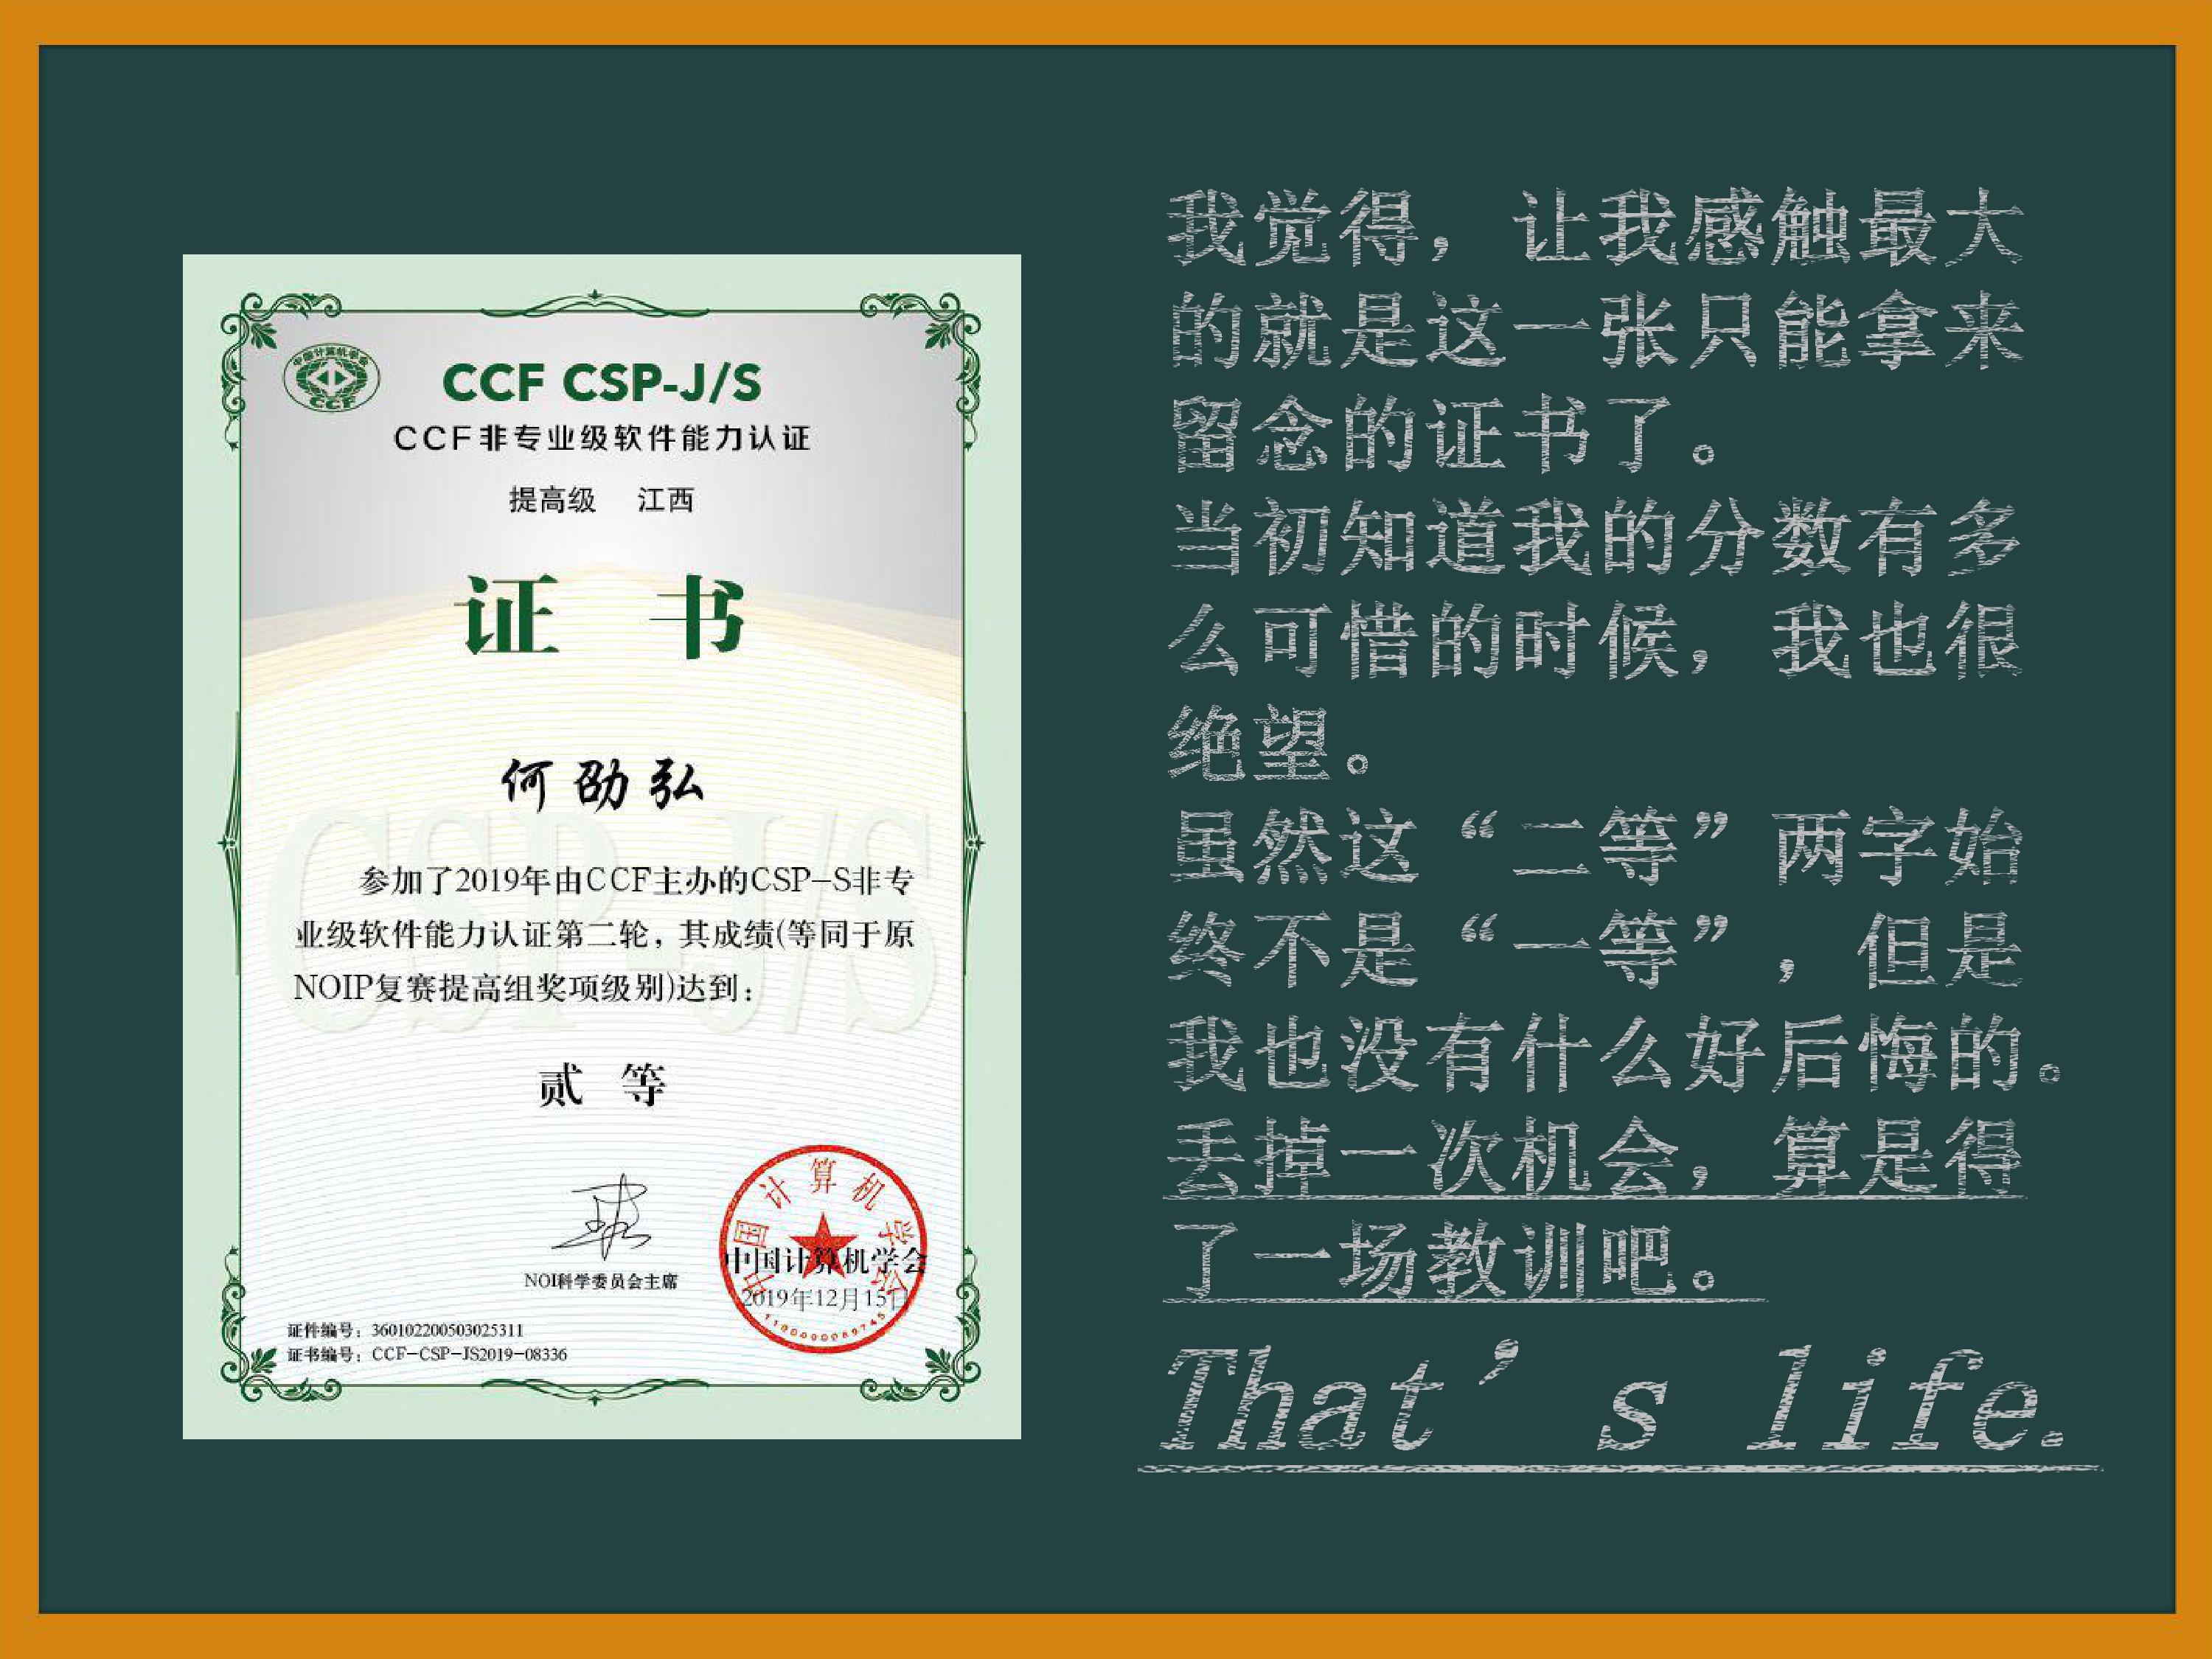 中国计算机学会
CCF
CCF CSP-J/S
CCF非专业级软件能力认证
提高级 江西
证 书
何劭弘
CSP-J/S
参加了2019年由CCF主办的CSP-S非专
业级软件能力认证第二轮，其成绩(等同于原
NOIP复赛提高组奖项级别)达到：
贰 等
NOI科学委员会主席
中国计算机学会
中国计算机学会
2019年12月15日
证件编号：360102200503025311
证书编号：CCF-CSP-JS2019-08336
我觉得，让我感触最大
的就是这一张只能拿来
留念的证书了。
当初知道我的分数有多
么可惜的时候，我也很
绝望。
虽然这“二等”两字始
终不是“一等”，但是
我也没有什么好后悔的。
丢掉一次机会，算是得
了一场教训吧。
That’s life.